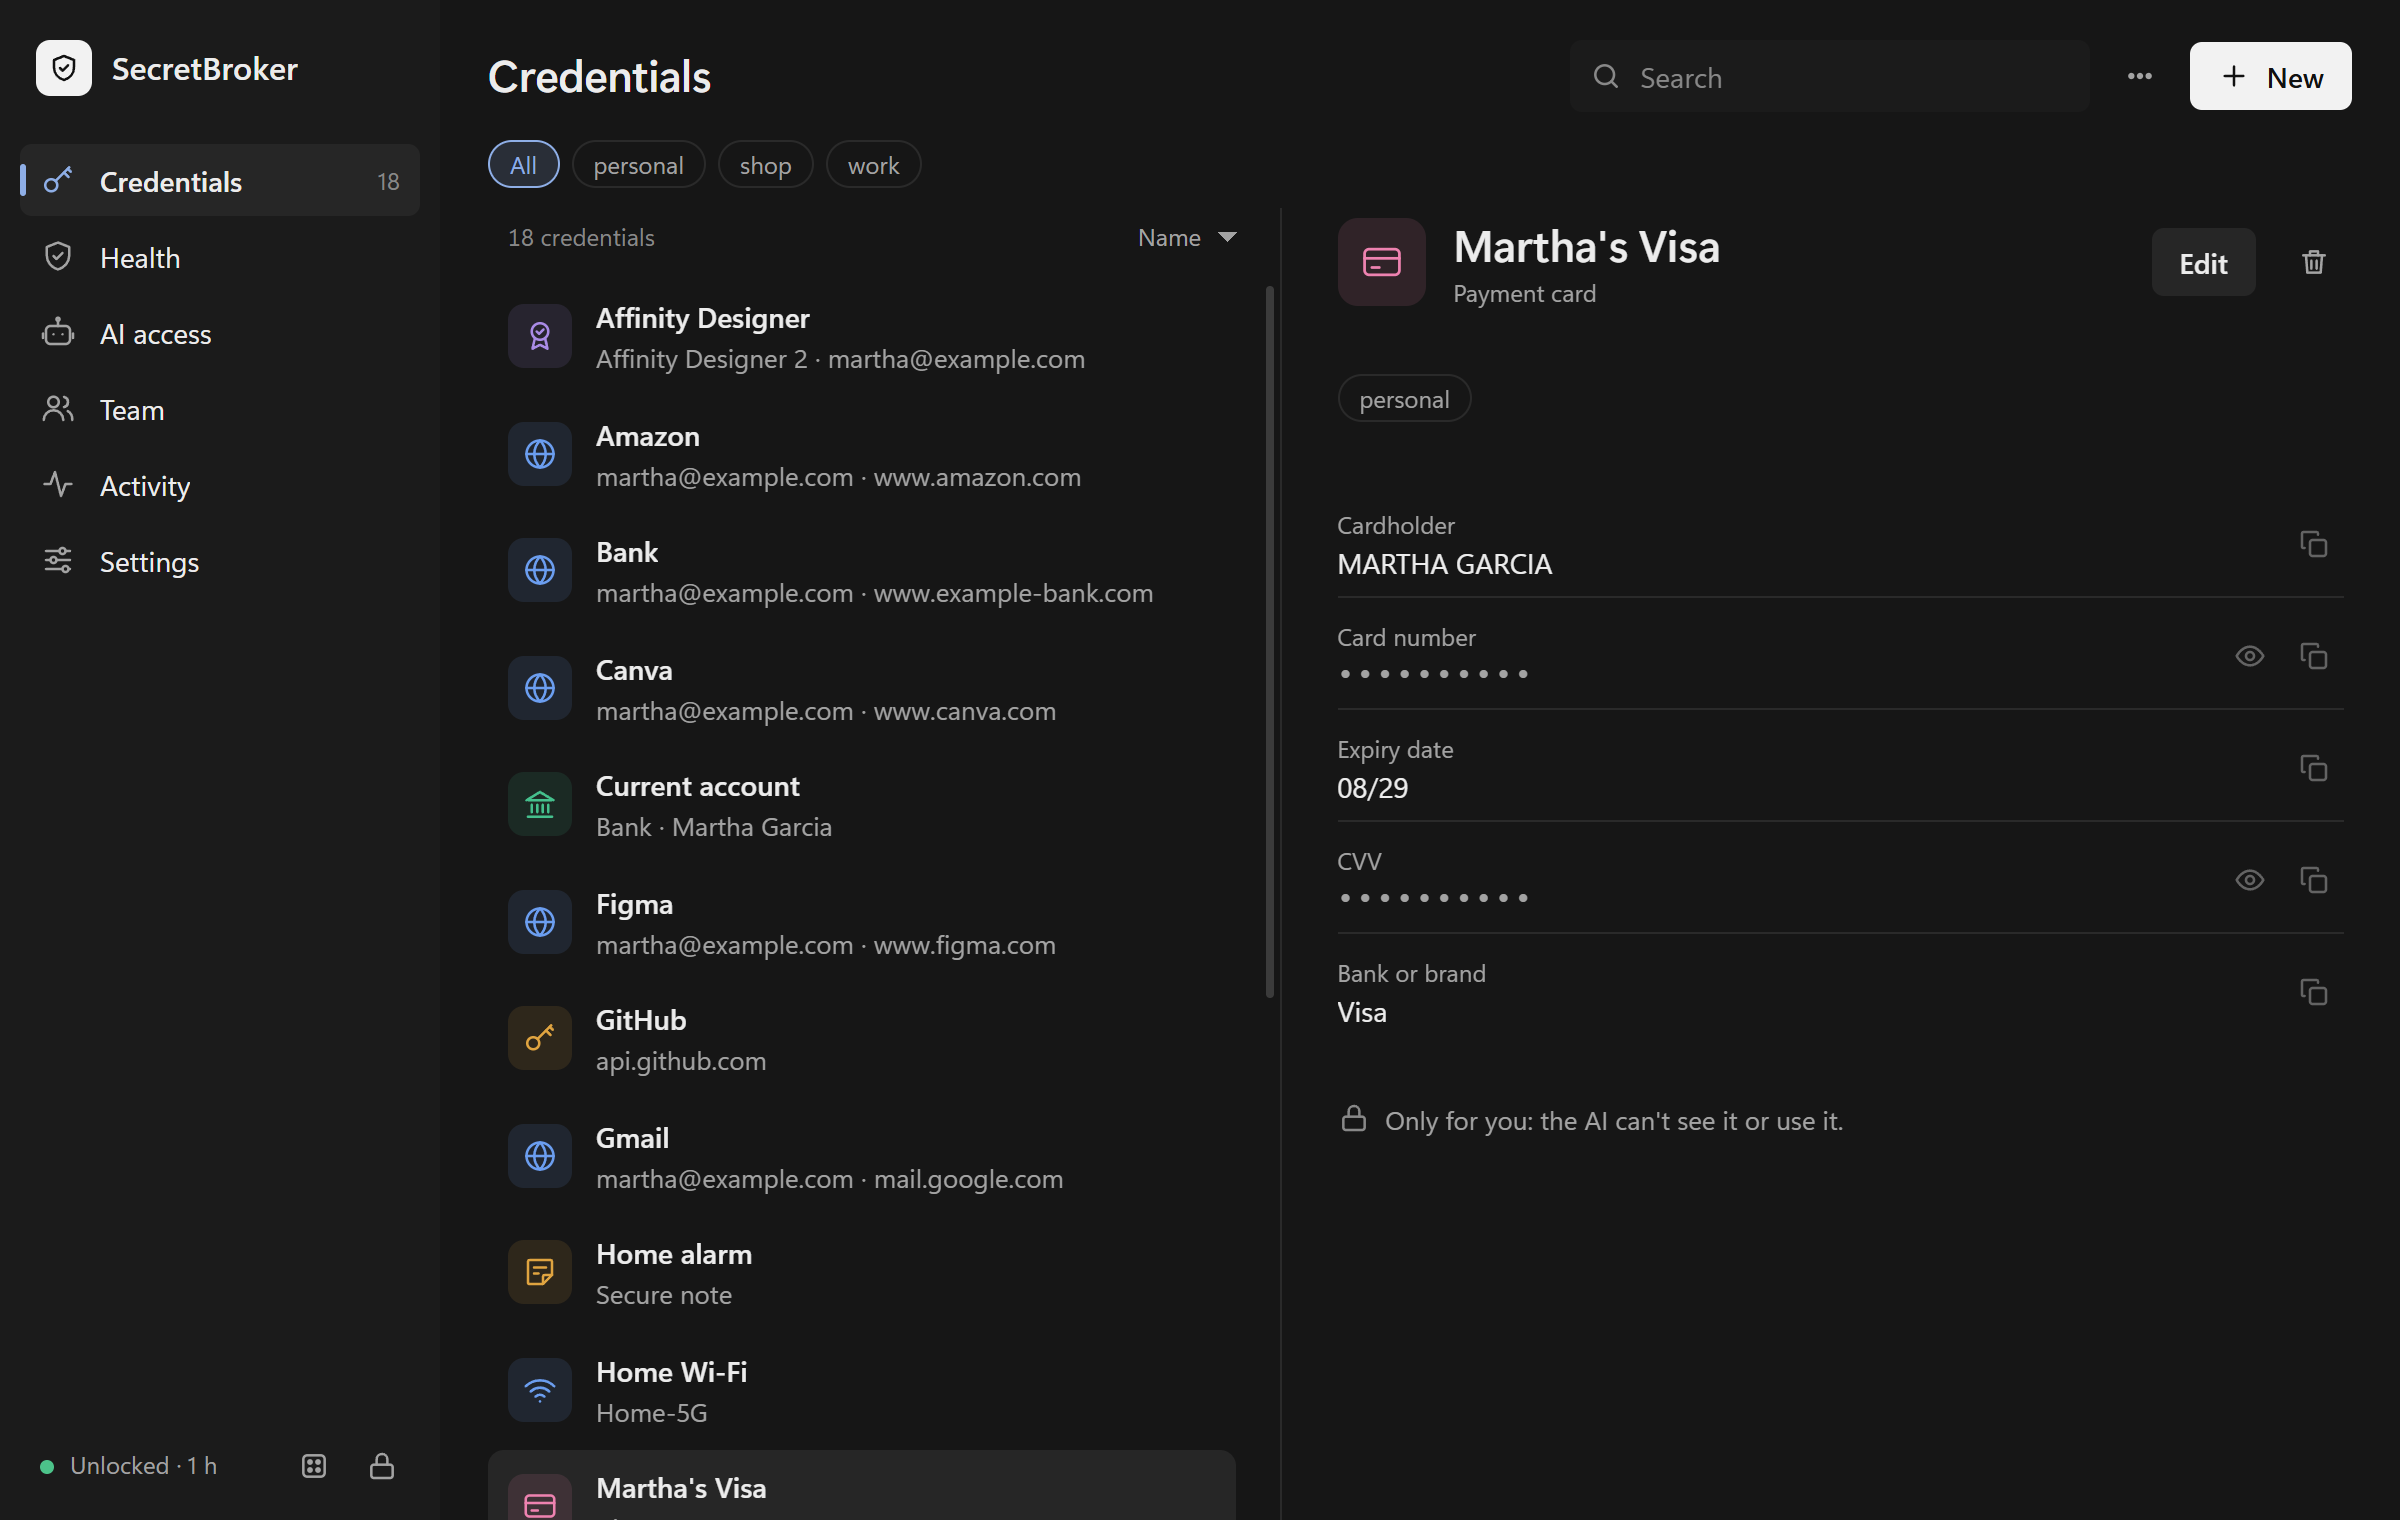 SecretBroker
Credentials 18
Health
AI access
Team
Activity
Settings
Unlocked · 1 h
Credentials
Search
New
All personal shop work
18 credentials
Name
Affinity Designer
Affinity Designer 2 · martha@example.com
Amazon
martha@example.com · www.amazon.com
Bank
martha@example.com · www.example-bank.com
Canva
martha@example.com · www.canva.com
Current account
Bank · Martha Garcia
Figma
martha@example.com · www.figma.com
GitHub
api.github.com
Gmail
martha@example.com · mail.google.com
Home alarm
Secure note
Home Wi-Fi
Home-5G
Martha's Visa
Martha's Visa
Payment card
Edit
personal
Cardholder
MARTHA GARCIA
Card number
••••••••••
Expiry date
08/29
CVV
••••••••••
Bank or brand
Visa
Only for you: the AI can't see it or use it.